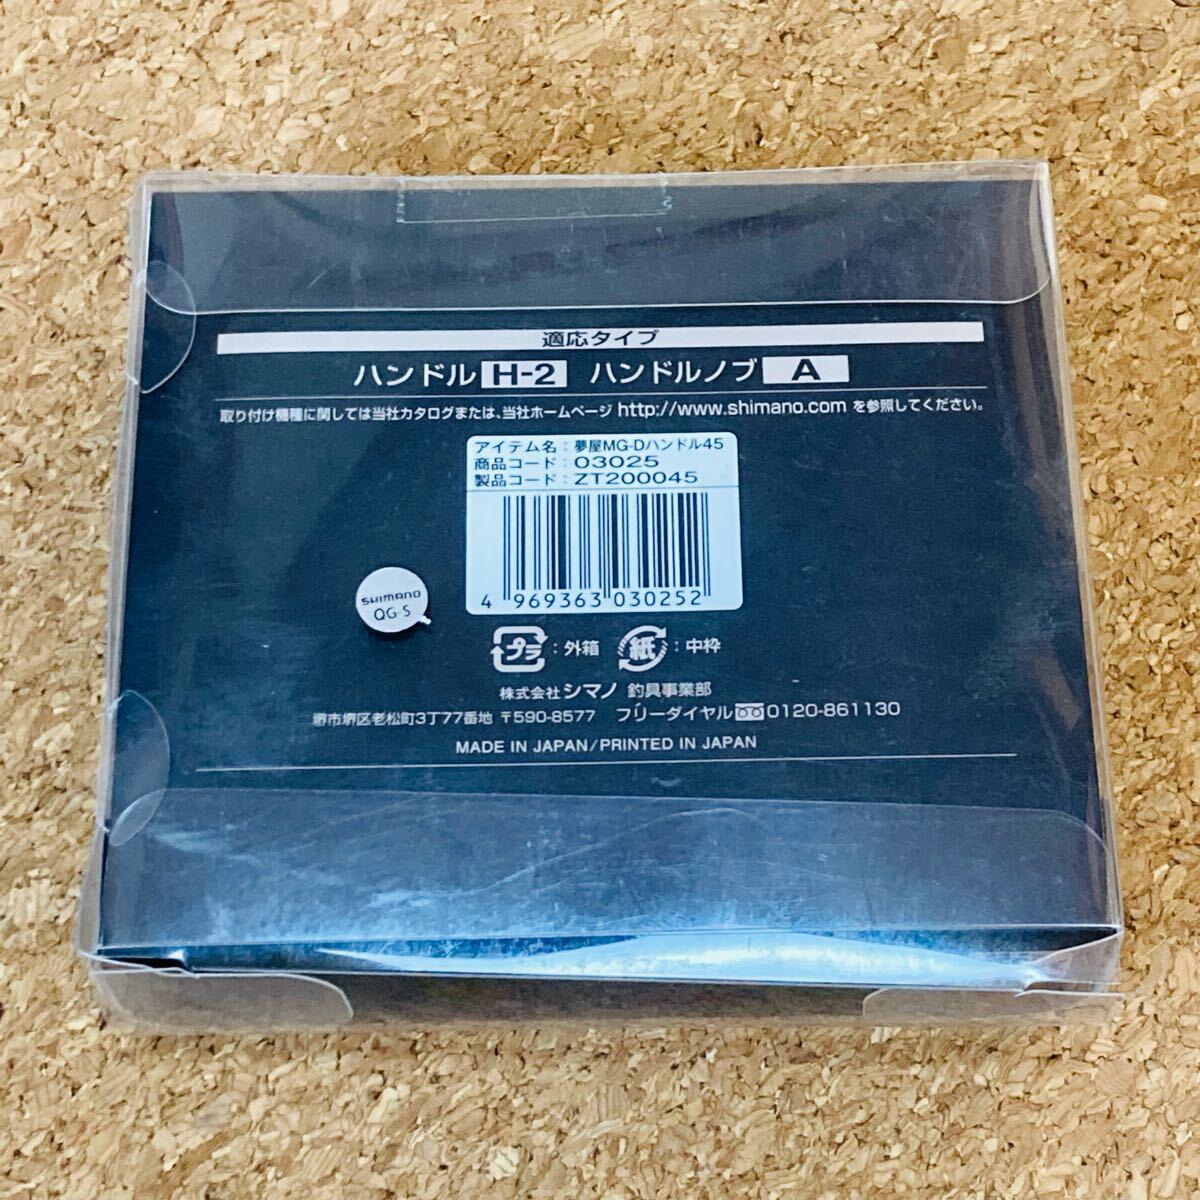 適応タイプ
ハンドル H-2 ハンドルノブ A
取り付け機種に関しては当社カタログまたは、当社ホームページ http://www.shimano.com を参照してください。
アイテム名：夢屋MG-Dハンドル45
商品コード：03025
製品コード：ZT200045
4 969363 030252
SHIMANO
QG-S
プラ：外箱 紙：中枠
株式会社シマノ 釣具事業部
堺市堺区老松町3丁77番地 〒590-8577 フリーダイヤル 0120-861130
MADE IN JAPAN/PRINTED IN JAPAN